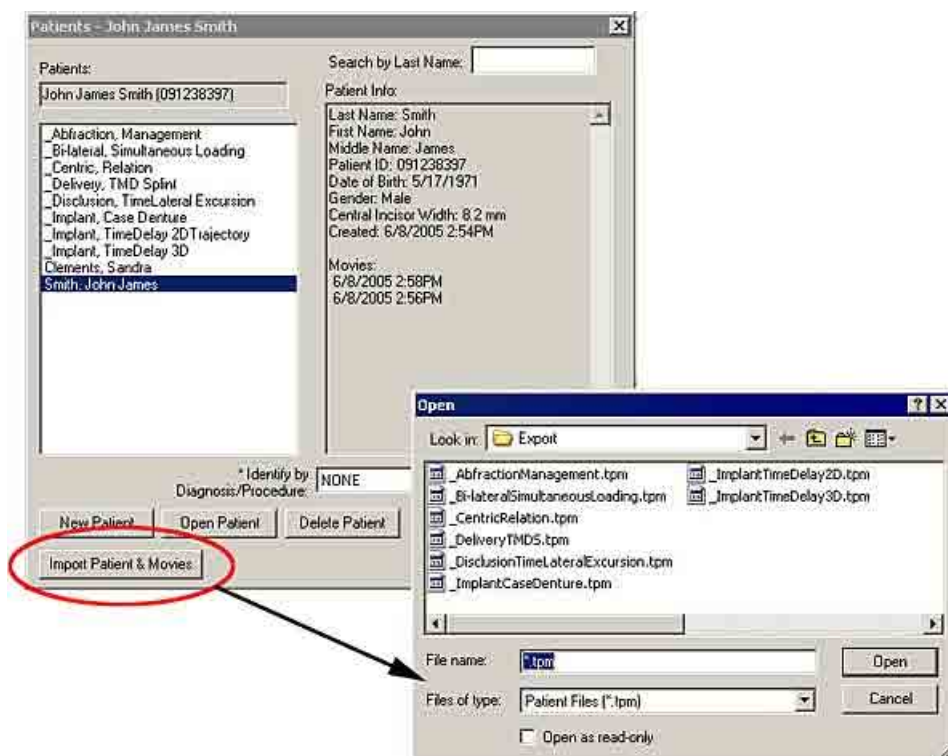 Patients - John James Smith
Patients:
John James Smith (091238397)
_Abfraction, Management
_Bi-lateral, Simultaneous Loading
_Centric, Relation
_Delivery, TMD Splint
_Disclusion, TimeLateral Excursion
_Implant, Case Denture
_Implant, TimeDelay 2DTrajectory
_Implant, TimeDelay 3D
Clements, Sandra
Smith, John James
Search by Last Name:
Patient Info:
Last Name: Smith
First Name: John
Middle Name: James
Patient ID: 091238397
Date of Birth: 5/17/1971
Gender: Male
Central Incisor Width: 8.2 mm
Created: 6/8/2005 2:54PM
Movies:
6/8/2005 2:58PM
6/8/2005 2:56PM
* Identify by
Diagnosis/Procedure:
NONE
New Patient
Open Patient
Delete Patient
Import Patient & Movies
Open
Look in:
Export
_AbfractionManagement.tpm
_Bi-lateralSimultaneousLoading.tpm
_CentricRelation.tpm
_DeliveryTMDS.tpm
_DisclusionTimeLateralExcursion.tpm
_ImplantCaseDenture.tpm
_ImplantTimeDelay2D.tpm
_ImplantTimeDelay3D.tpm
File name:
*.tpm
Open
Files of type:
Patient Files (*.tpm)
Cancel
Open as read-only